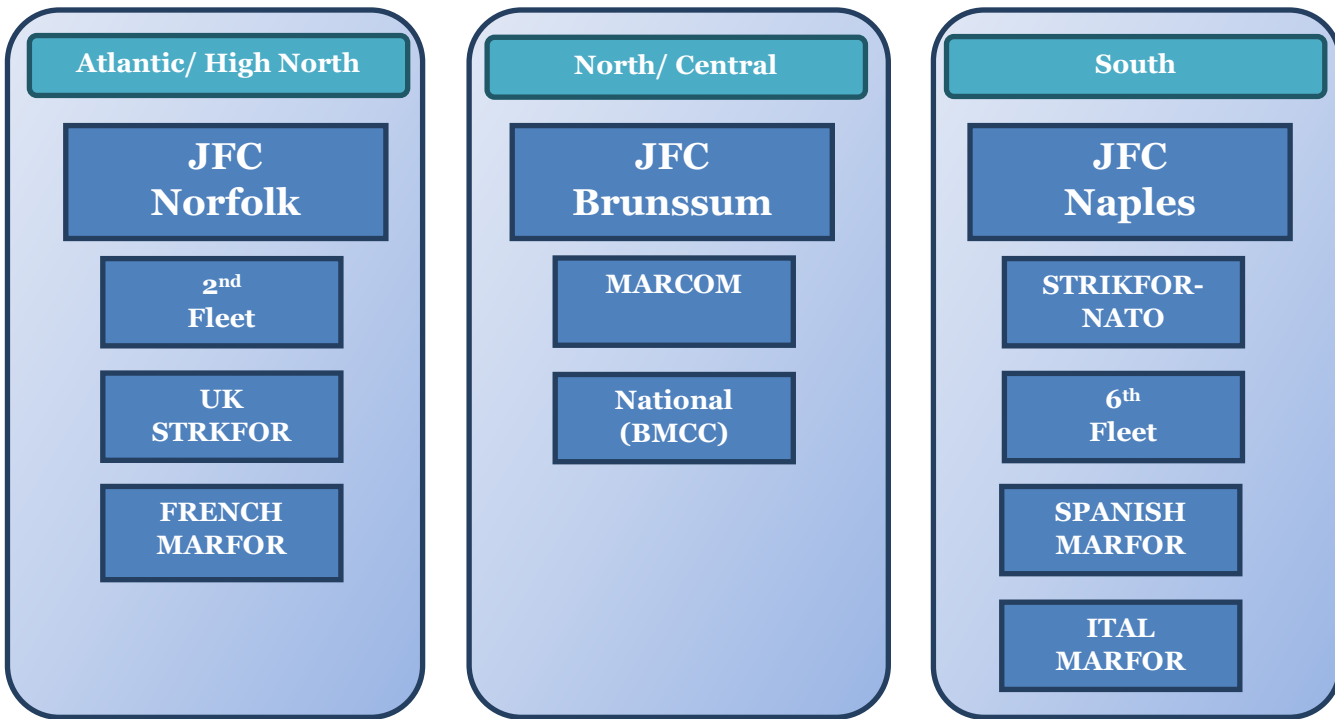 Atlantic/ High North
JFC
Norfolk
2nd
Fleet
UK
STRKFOR
FRENCH
MARFOR
North/ Central
JFC
Brunssum
MARCOM
National
(BMCC)
South
JFC
Naples
STRIKFOR-
NATO
6th
Fleet
SPANISH
MARFOR
ITAL
MARFOR